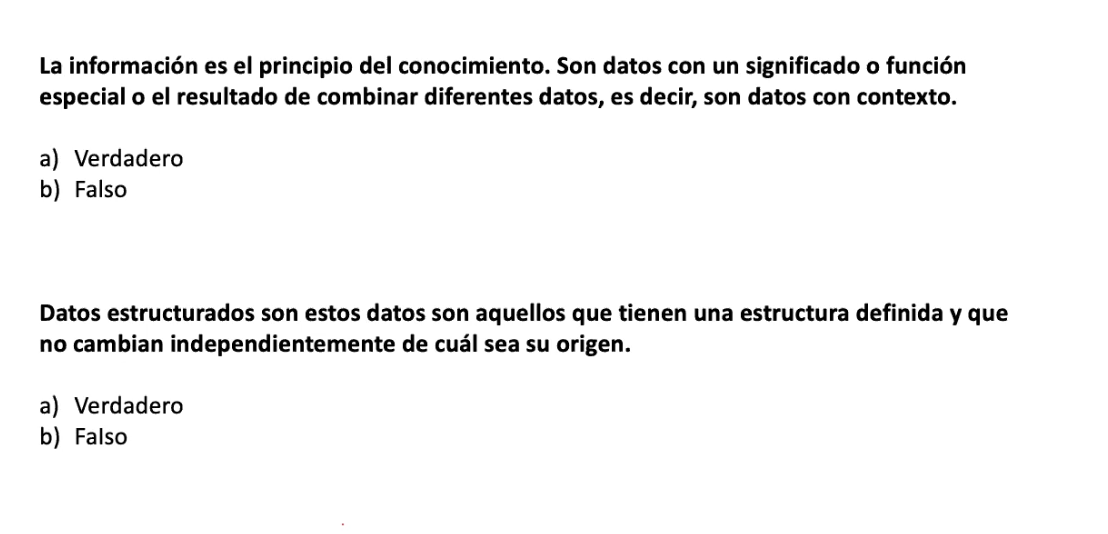 La información es el principio del conocimiento. Son datos con un significado o función
especial o el resultado de combinar diferentes datos, es decir, son datos con contexto.
a) Verdadero
b) Falso
Datos estructurados son estos datos son aquellos que tienen una estructura definida y que
no cambian independientemente de cuál sea su origen.
a) Verdadero
b) Falso